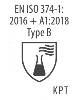 EN ISO 374-1:
2016 + A1:2018
Type B
KPT